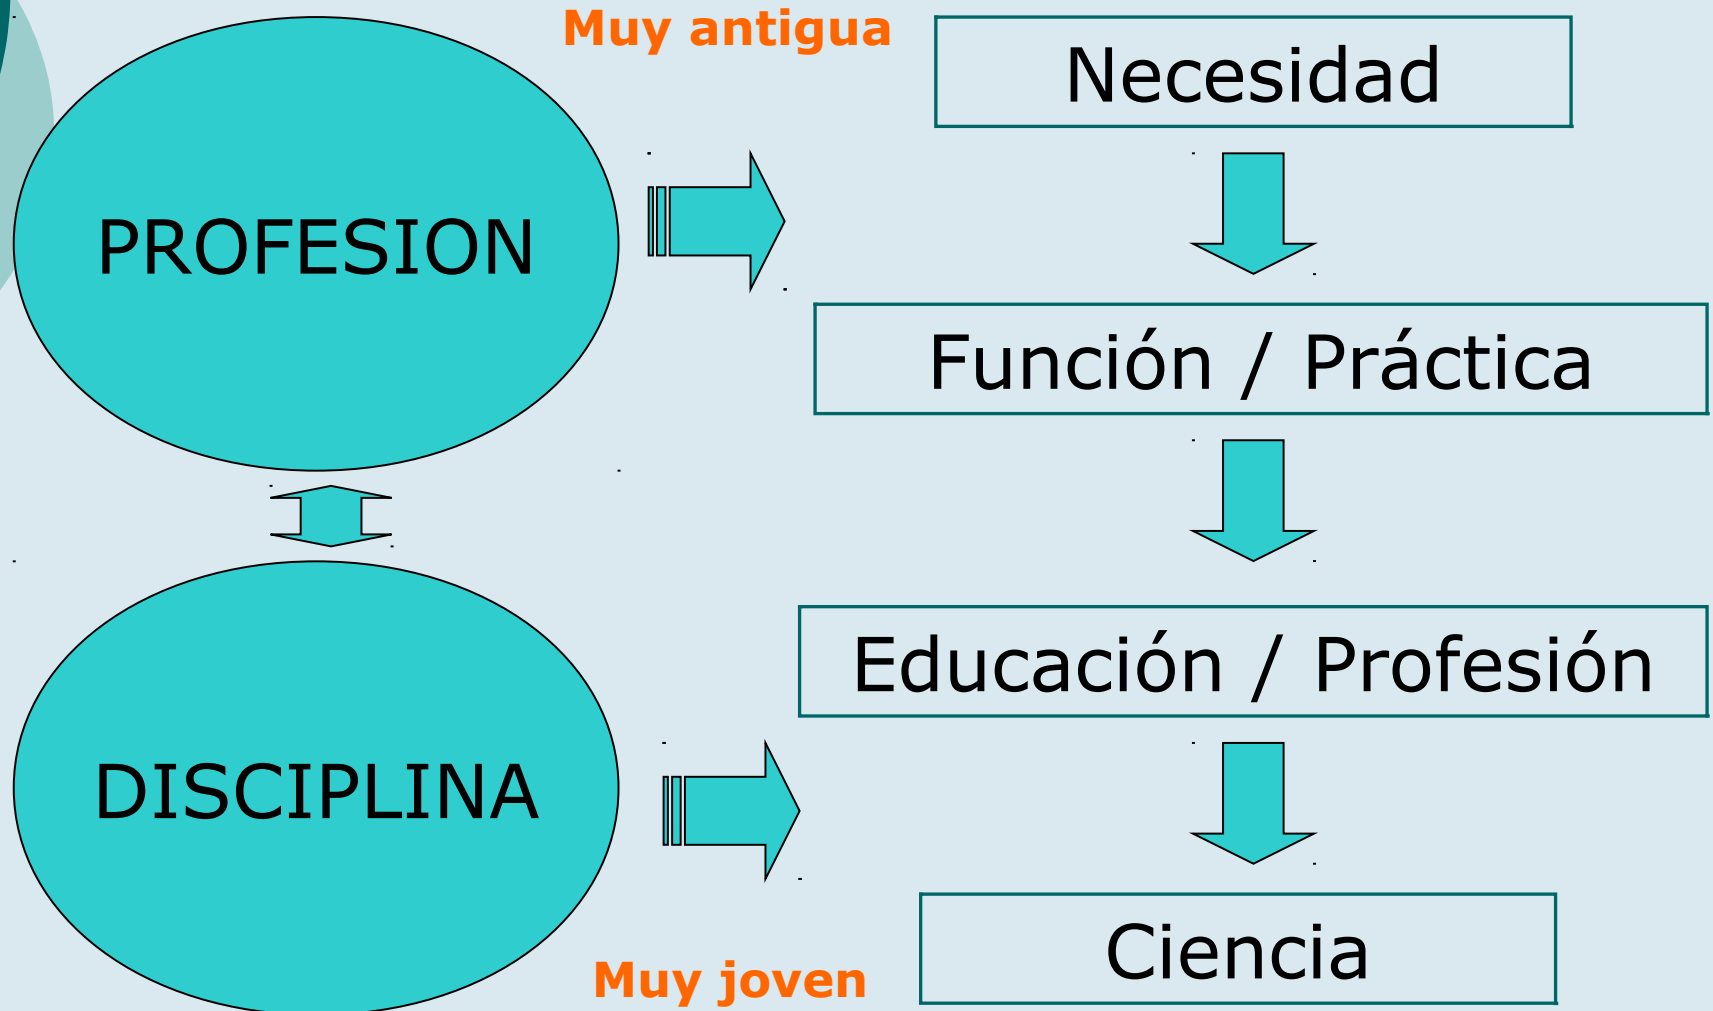 Muy antigua
Necesidad
PROFESION
Función / Práctica
Educación / Profesión
DISCIPLINA
Ciencia
Muy joven